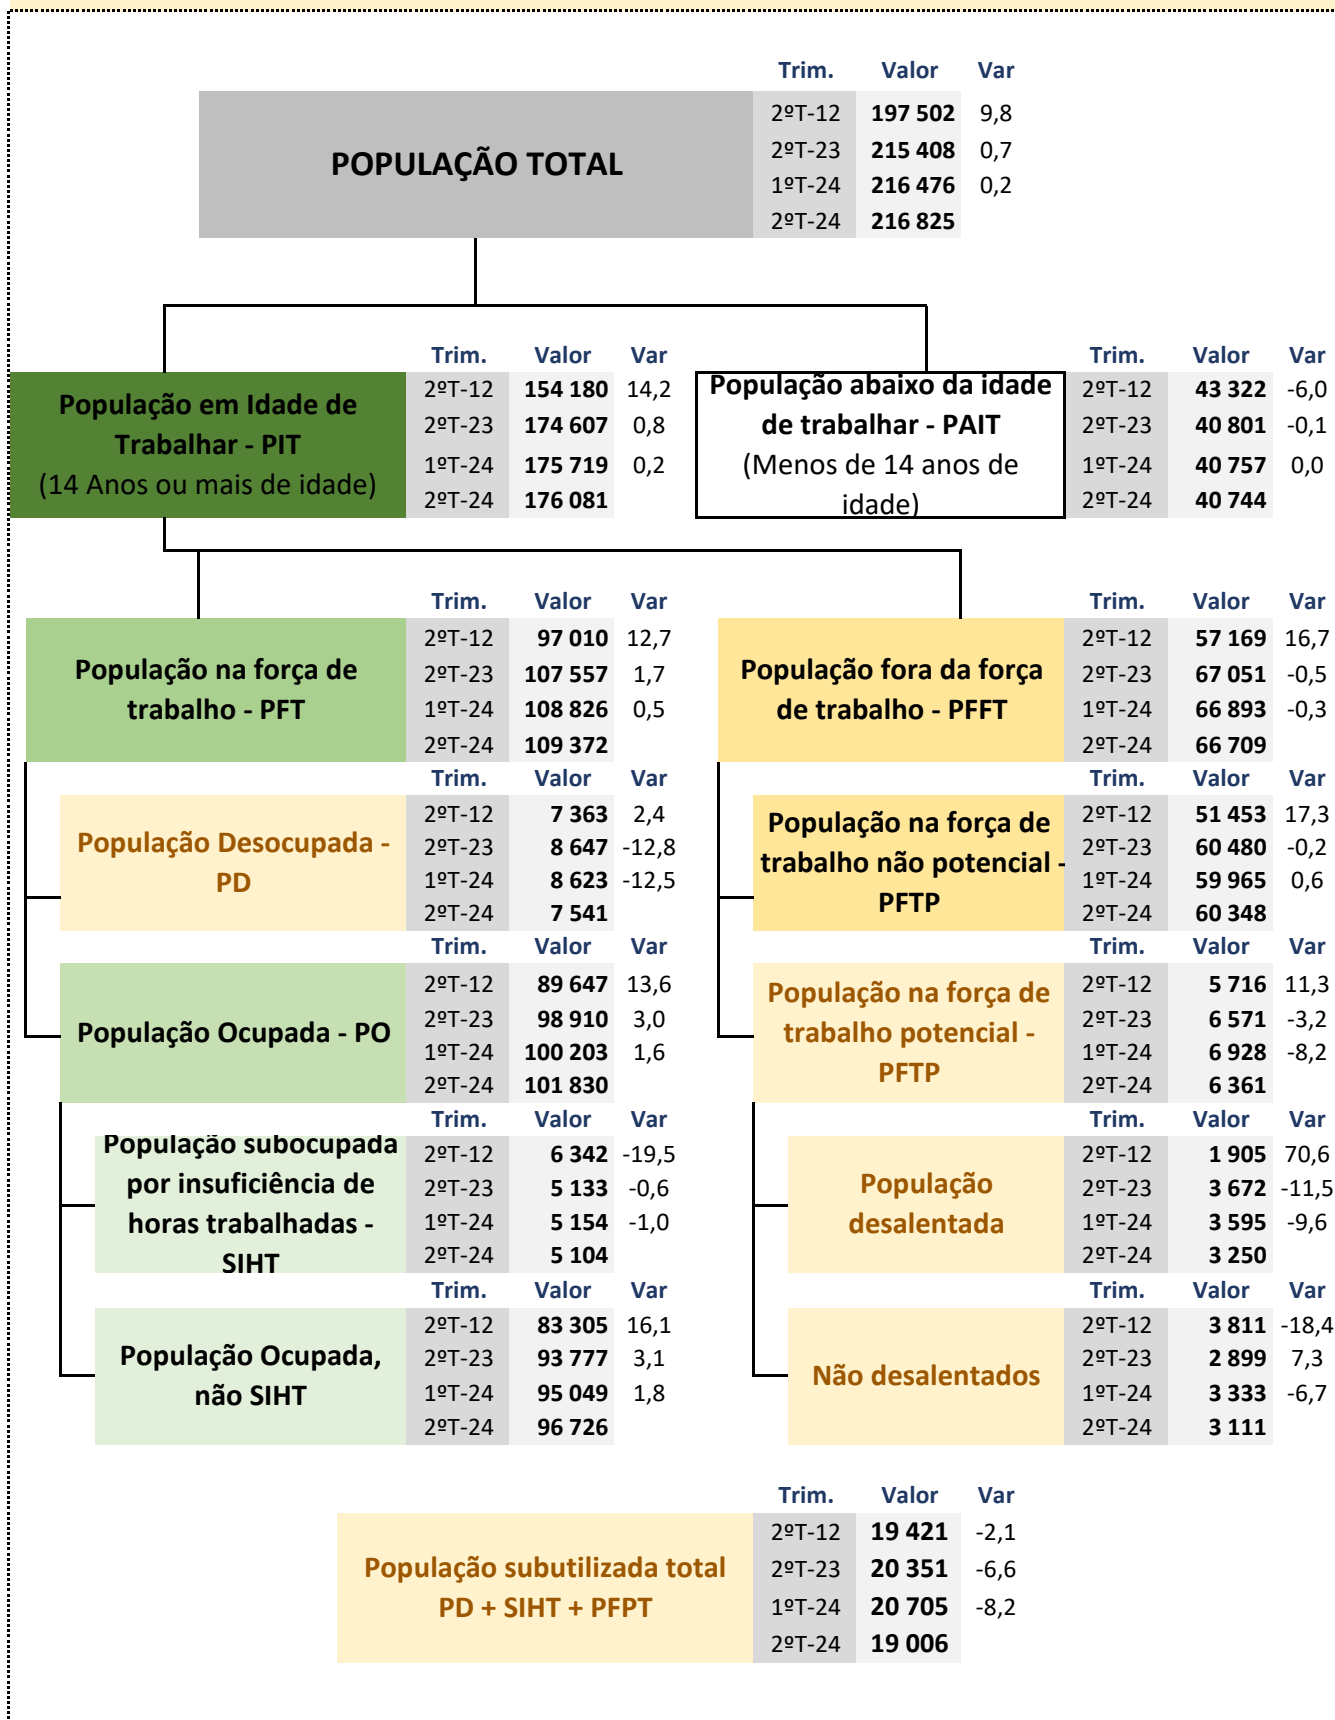 Trim. Valor Var
POPULAÇÃO TOTAL
2ºT-12 197 502 9,8
2ºT-23 215 408 0,7
1ºT-24 216 476 0,2
2ºT-24 216 825
Trim. Valor Var
População em Idade de
Trabalhar - PIT
(14 Anos ou mais de idade)
2ºT-12 154 180 14,2
2ºT-23 174 607 0,8
1ºT-24 175 719 0,2
2ºT-24 176 081
Trim. Valor Var
População abaixo da idade
de trabalhar - PAIT
(Menos de 14 anos de
idade)
2ºT-12 43 322 -6,0
2ºT-23 40 801 -0,1
1ºT-24 40 757 0,0
2ºT-24 40 744
Trim. Valor Var
População na força de
trabalho - PFT
2ºT-12 97 010 12,7
2ºT-23 107 557 1,7
1ºT-24 108 826 0,5
2ºT-24 109 372
Trim. Valor Var
População fora da força
de trabalho - PFFT
2ºT-12 57 169 16,7
2ºT-23 67 051 -0,5
1ºT-24 66 893 -0,3
2ºT-24 66 709
Trim. Valor Var
População Desocupada -
PD
2ºT-12 7 363 2,4
2ºT-23 8 647 -12,8
1ºT-24 8 623 -12,5
2ºT-24 7 541
Trim. Valor Var
População na força de
trabalho não potencial -
PFTP
2ºT-12 51 453 17,3
2ºT-23 60 480 -0,2
1ºT-24 59 965 0,6
2ºT-24 60 348
Trim. Valor Var
População Ocupada - PO
2ºT-12 89 647 13,6
2ºT-23 98 910 3,0
1ºT-24 100 203 1,6
2ºT-24 101 830
Trim. Valor Var
População na força de
trabalho potencial -
PFTP
2ºT-12 5 716 11,3
2ºT-23 6 571 -3,2
1ºT-24 6 928 -8,2
2ºT-24 6 361
Trim. Valor Var
População subocupada
por insuficiência de
horas trabalhadas -
SIHT
2ºT-12 6 342 -19,5
2ºT-23 5 133 -0,6
1ºT-24 5 154 -1,0
2ºT-24 5 104
Trim. Valor Var
População
desalentada
2ºT-12 1 905 70,6
2ºT-23 3 672 -11,5
1ºT-24 3 595 -9,6
2ºT-24 3 250
Trim. Valor Var
População Ocupada,
não SIHT
2ºT-12 83 305 16,1
2ºT-23 93 777 3,1
1ºT-24 95 049 1,8
2ºT-24 96 726
Trim. Valor Var
Não desalentados
2ºT-12 3 811 -18,4
2ºT-23 2 899 7,3
1ºT-24 3 333 -6,7
2ºT-24 3 111
Trim. Valor Var
População subutilizada total
PD + SIHT + PFPT
2ºT-12 19 421 -2,1
2ºT-23 20 351 -6,6
1ºT-24 20 705 -8,2
2ºT-24 19 006